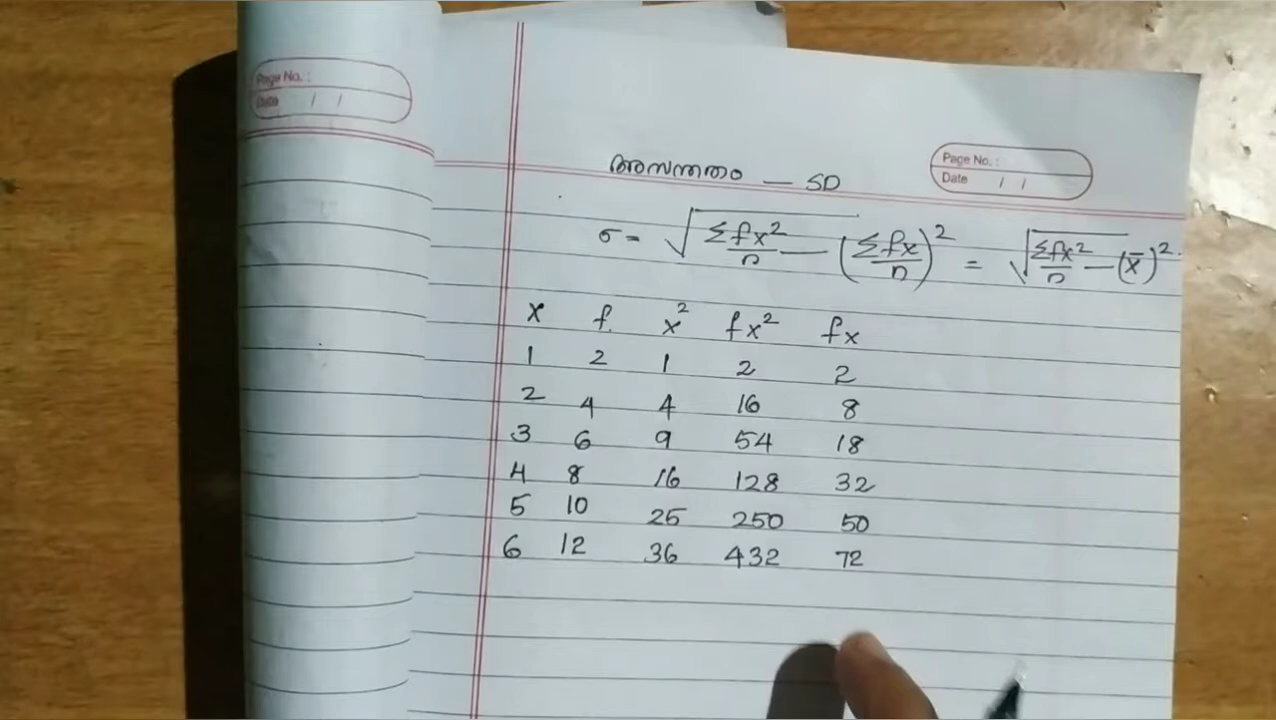 Page No. :
Date / /
Page No. :
Date / /
അസന്തതം — SD
σ = √(Σfx²/n — (Σfx/n)²) = √(Σfx²/n — (x̄)²)
x f x² fx² fx
1 2 1 2 2
2 4 4 16 8
3 6 9 54 18
4 8 16 128 32
5 10 25 250 50
6 12 36 432 72